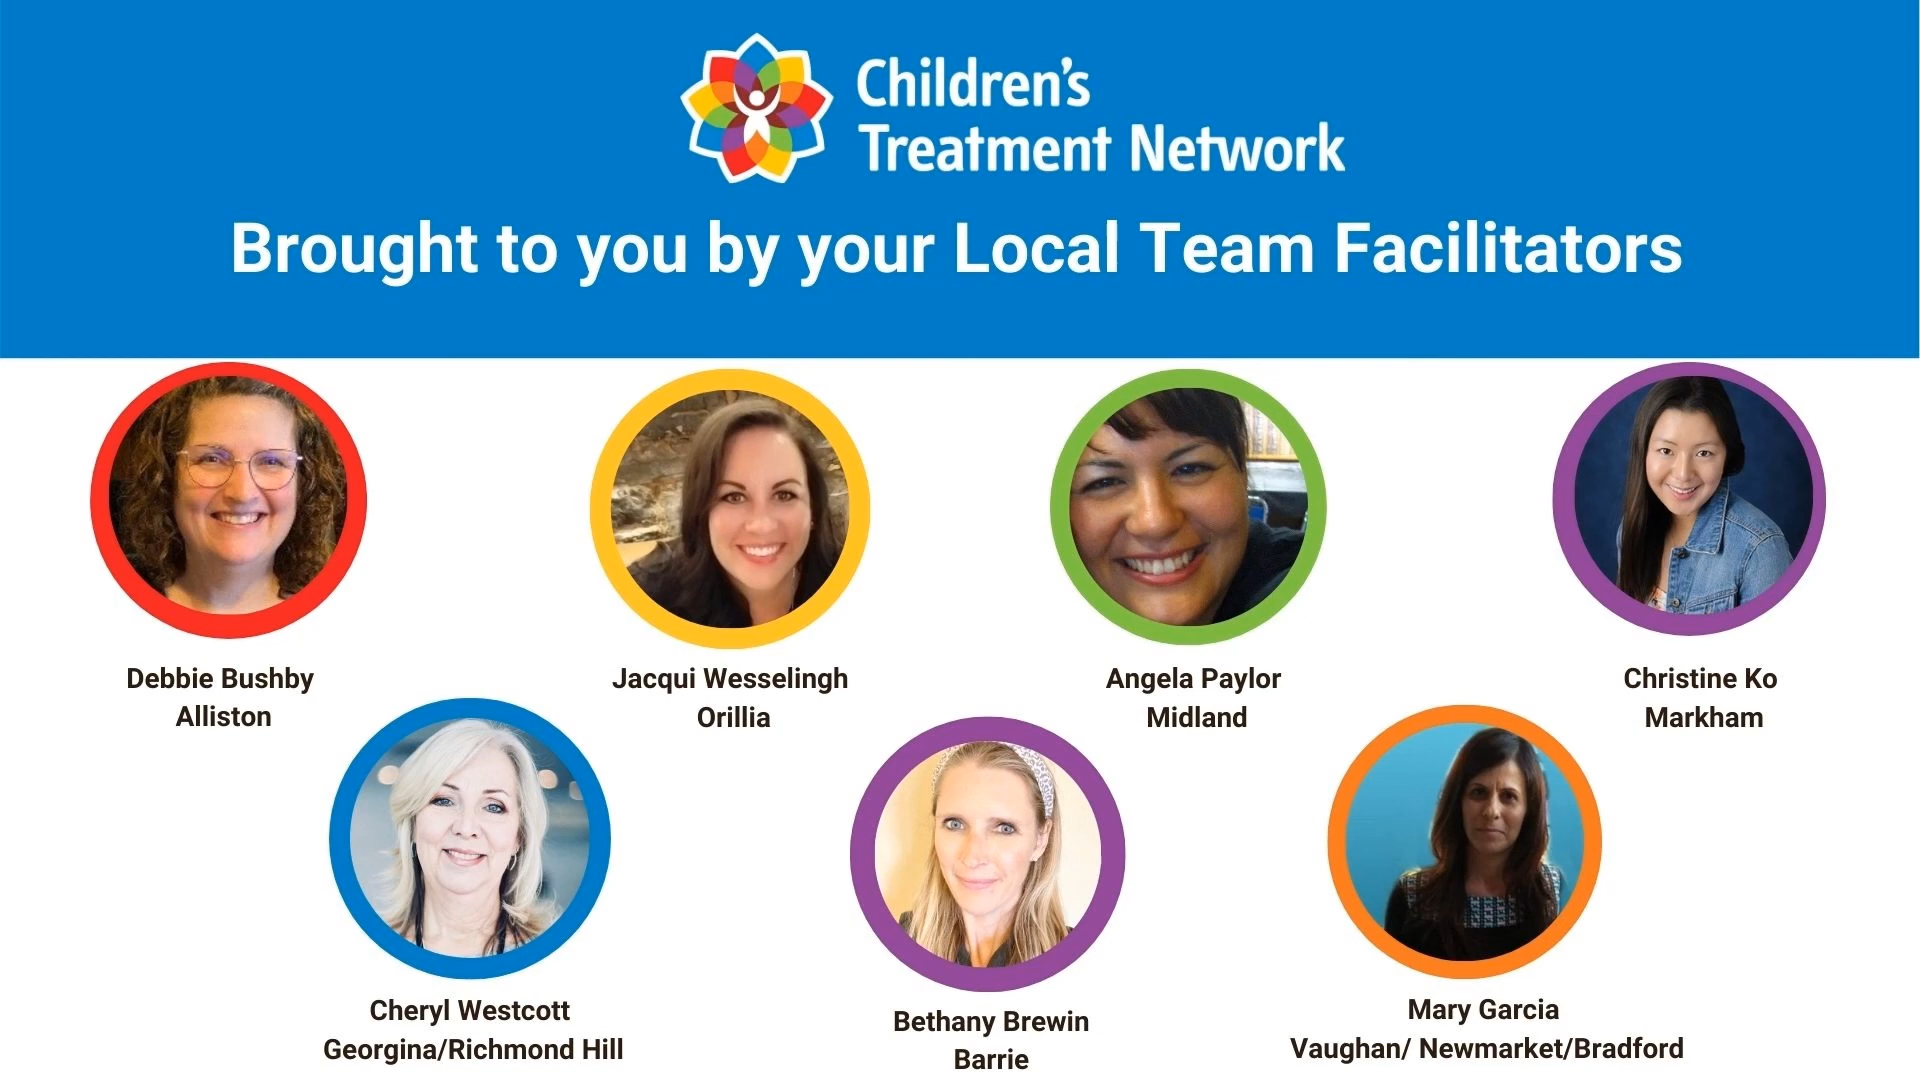 Children's
Treatment Network
Brought to you by your Local Team Facilitators
Debbie Bushby
Alliston
Jacqui Wesselingh
Orillia
Angela Paylor
Midland
Christine Ko
Markham
Cheryl Westcott
Georgina/Richmond Hill
Bethany Brewin
Barrie
Mary Garcia
Vaughan/ Newmarket/Bradford